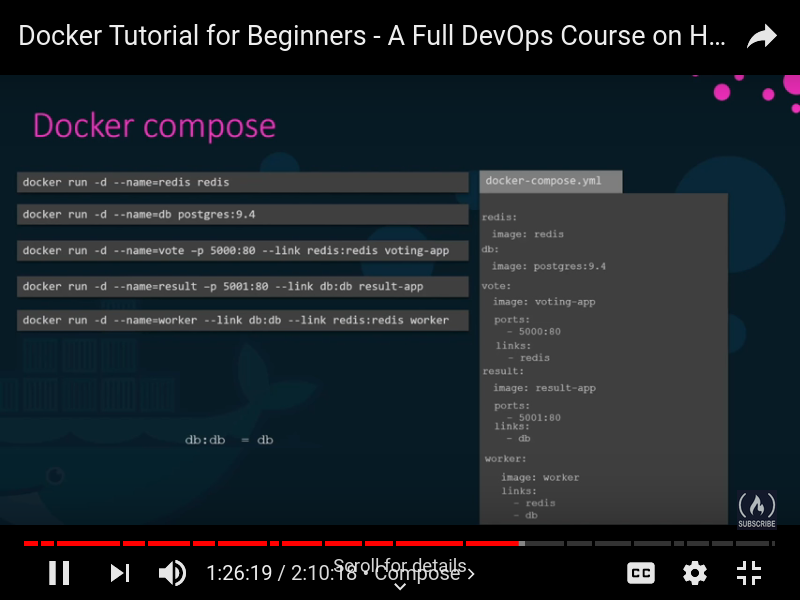 Docker Tutorial for Beginners - A Full DevOps Course on H...
Docker compose
docker run -d --name=redis redis
docker run -d --name=db postgres:9.4
docker run -d --name=vote –p 5000:80 --link redis:redis voting-app
docker run -d --name=result –p 5001:80 --link db:db result-app
docker run -d --name=worker --link db:db --link redis:redis worker
db:db = db
docker-compose.yml
redis:
image: redis
db:
image: postgres:9.4
vote:
image: voting-app
ports:
- 5000:80
links:
- redis
result:
image: result-app
ports:
- 5001:80
links:
- db
worker:
image: worker
links:
- redis
- db
SUBSCRIBE
1:26:19 / 2:10:18 • Compose ›
Scroll for details
CC